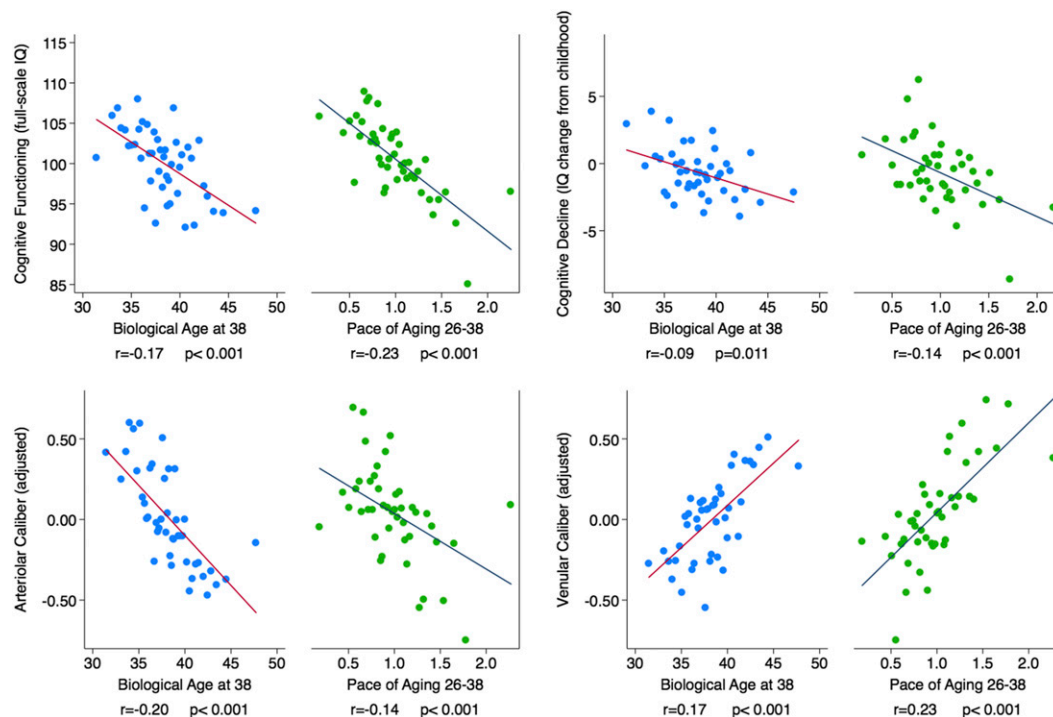 Cognitive Functioning (full-scale IQ)
115
110
105
100
95
90
85
30 35 40 45 50
Biological Age at 38
r=-0.17 p< 0.001
0.5 1.0 1.5 2.0
Pace of Aging 26-38
r=-0.23 p< 0.001
Cognitive Decline (IQ change from childhood)
5
0
-5
30 35 40 45 50
Biological Age at 38
r=-0.09 p=0.011
0.5 1.0 1.5 2.0
Pace of Aging 26-38
r=-0.14 p< 0.001
Arteriolar Caliber (adjusted)
0.50
0.00
-0.50
30 35 40 45 50
Biological Age at 38
r=-0.20 p< 0.001
0.5 1.0 1.5 2.0
Pace of Aging 26-38
r=-0.14 p< 0.001
Venular Caliber (adjusted)
0.50
0.00
-0.50
30 35 40 45 50
Biological Age at 38
r=0.17 p< 0.001
0.5 1.0 1.5 2.0
Pace of Aging 26-38
r=0.23 p< 0.001